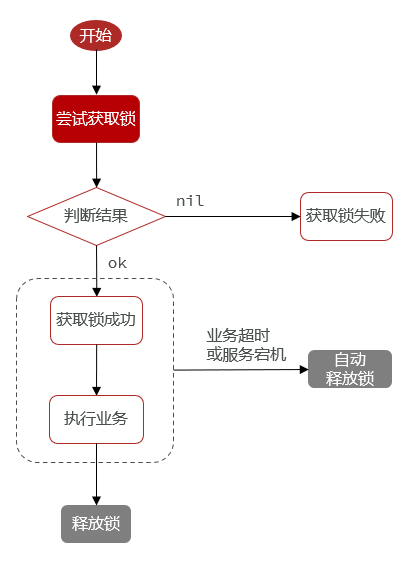 开始
尝试获取锁
判断结果
nil
获取锁失败
ok
获取锁成功
业务超时
或服务宕机
自动
释放锁
执行业务
释放锁